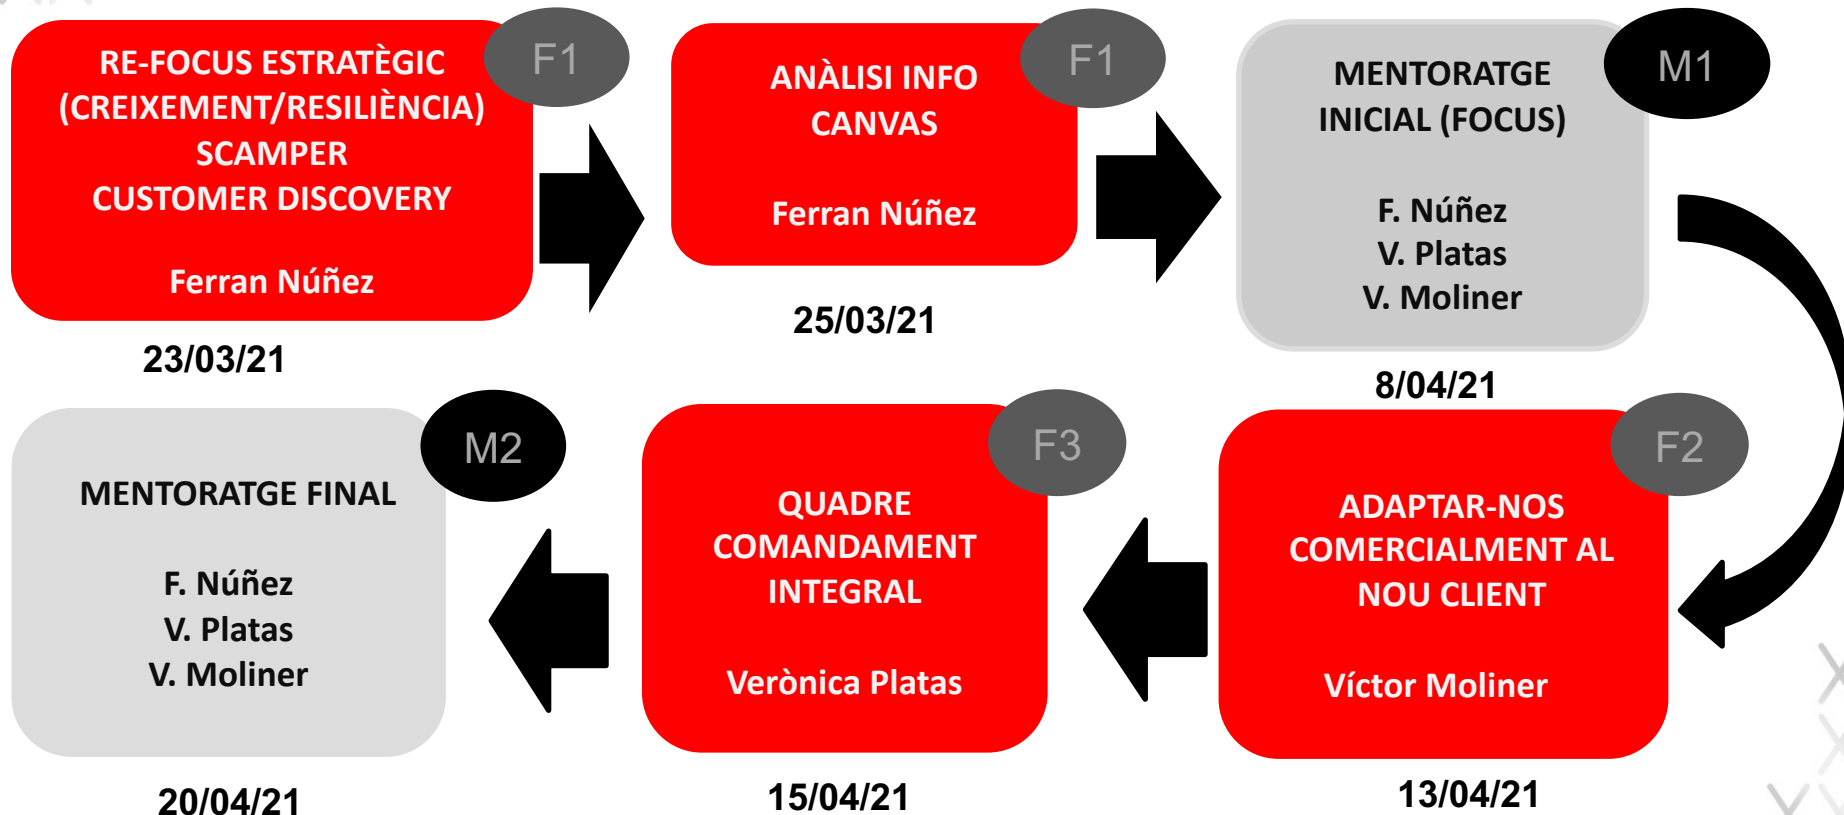 F1
RE-FOCUS ESTRATÈGIC
(CREIXEMENT/RESILIÈNCIA)
SCAMPER
CUSTOMER DISCOVERY
Ferran Núñez
23/03/21
F1
ANÀLISI INFO
CANVAS
Ferran Núñez
25/03/21
M1
MENTORATGE
INICIAL (FOCUS)
F. Núñez
V. Platas
V. Moliner
8/04/21
F2
ADAPTAR-NOS
COMERCIALMENT AL
NOU CLIENT
Víctor Moliner
13/04/21
F3
QUADRE
COMANDAMENT
INTEGRAL
Verònica Platas
15/04/21
M2
MENTORATGE FINAL
F. Núñez
V. Platas
V. Moliner
20/04/21